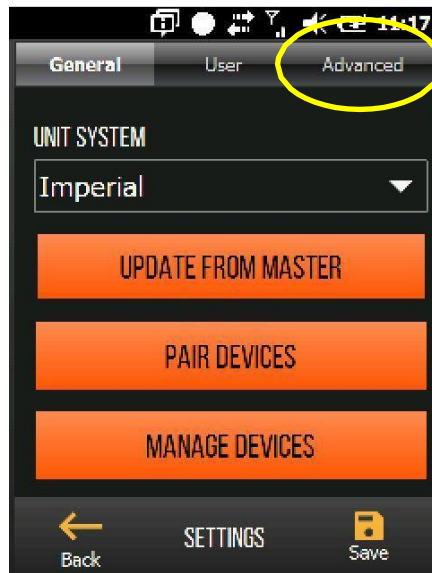 11:17
General User Advanced
UNIT SYSTEM
Imperial
UPDATE FROM MASTER
PAIR DEVICES
MANAGE DEVICES
Back SETTINGS Save